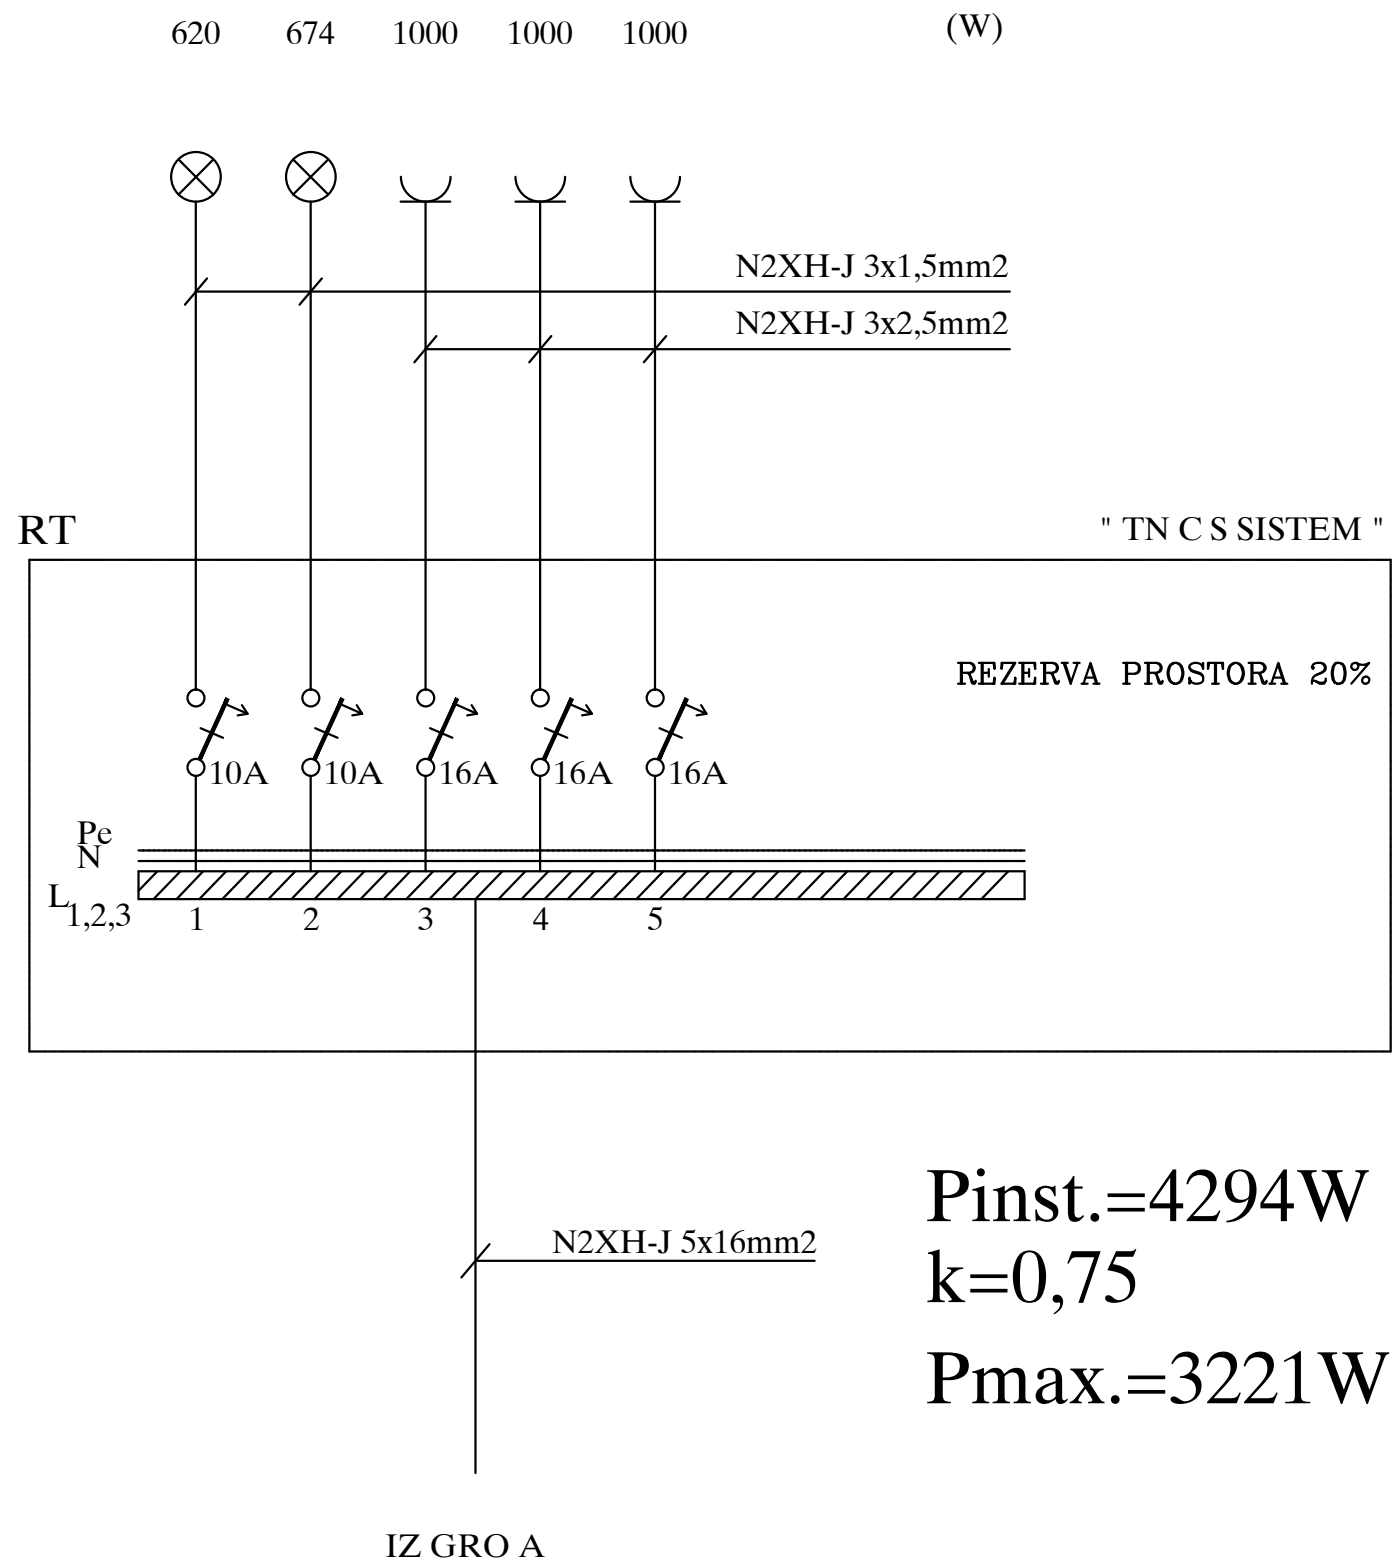 620 674 1000 1000 1000 (W)
N2XH-J 3x1,5mm2
N2XH-J 3x2,5mm2
RT " TN C S SISTEM "
REZERVA PROSTORA 20%
10A 10A 16A 16A 16A
Pe
N
L1,2,3 1 2 3 4 5
Pinst.=4294W
N2XH-J 5x16mm2
k=0,75
Pmax.=3221W
IZ GRO A